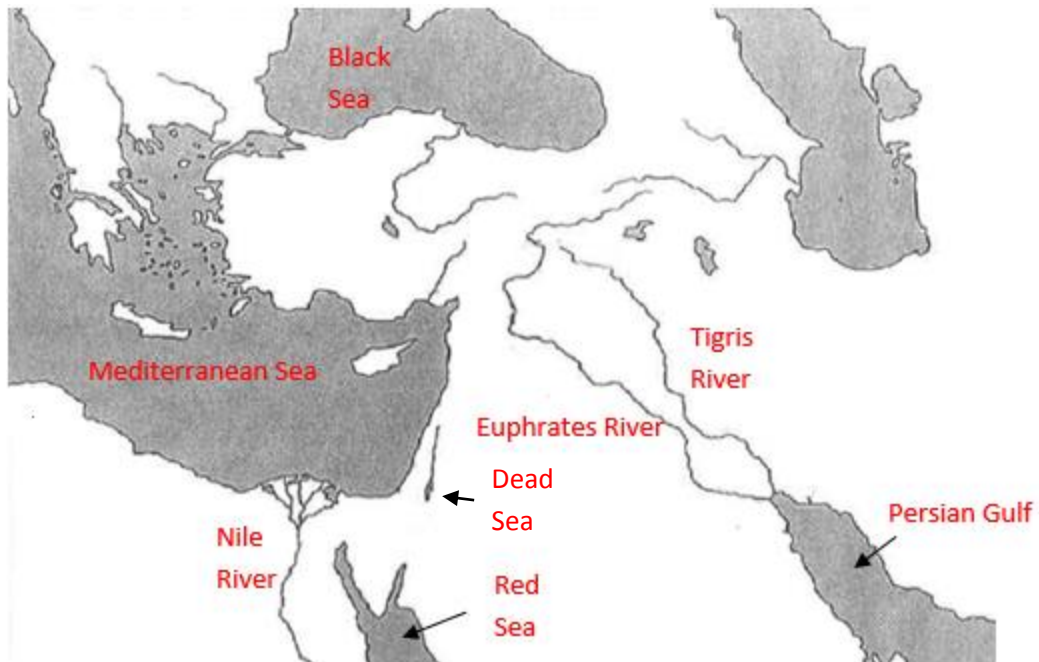 Black
Sea
Mediterranean Sea
Tigris
River
Euphrates River
Dead
Sea
Persian Gulf
Nile
River
Red
Sea